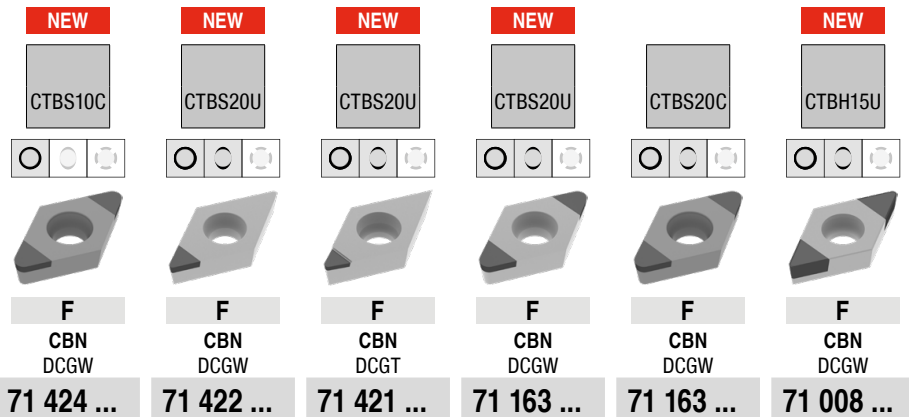 NEW NEW NEW NEW NEW
CTBS10C CTBS20U CTBS20U CTBS20U CTBS20C CTBH15U
F F F F F F
CBN CBN CBN CBN CBN CBN
DCGW DCGW DCGT DCGW DCGW DCGW
71 424 ... 71 422 ... 71 421 ... 71 163 ... 71 163 ... 71 008 ...